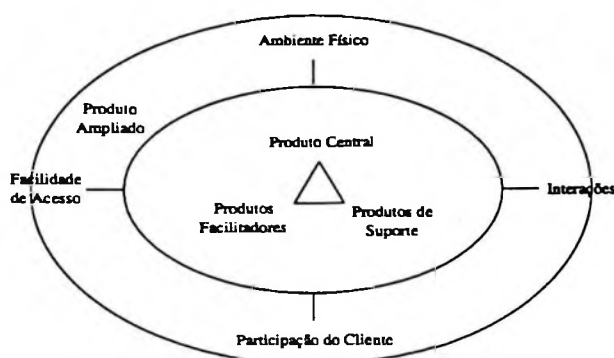 Ambiente Físico
Produto
Ampliado
Produto Central
Facilidade
de Acesso
Interações
Produtos
Facilitadores
Produtos de
Suporte
Participação do Cliente